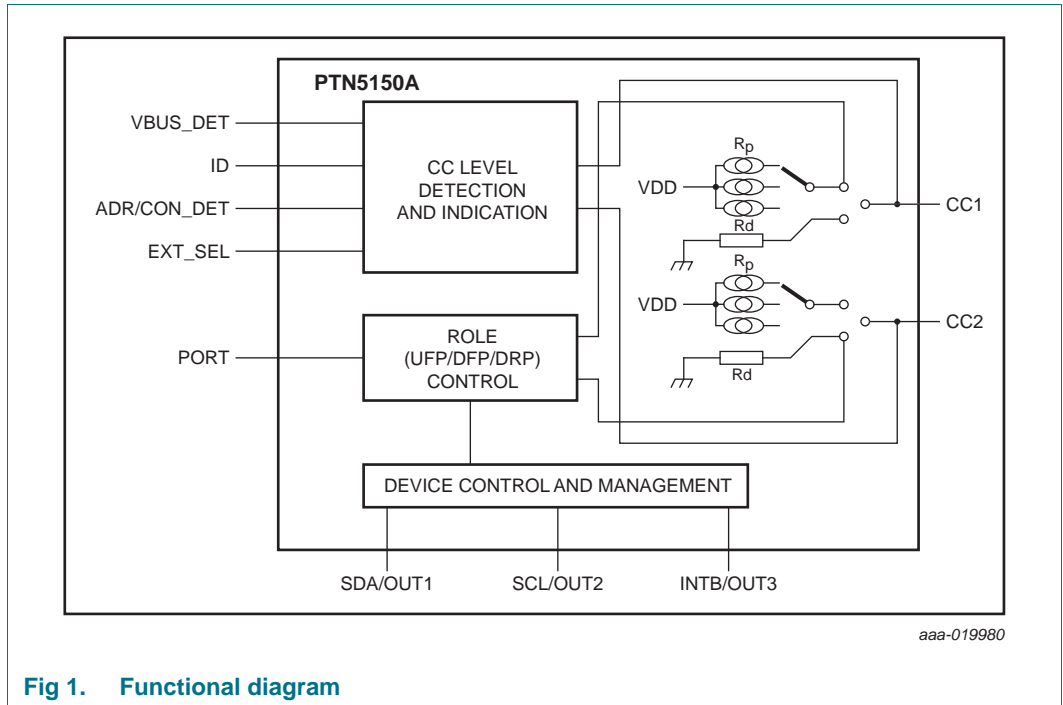 PTN5150A
VBUS_DET
ID
ADR/CON_DET
EXT_SEL
CC LEVEL
DETECTION
AND INDICATION
Rp
VDD
Rd
CC1
Rp
VDD
Rd
CC2
PORT
ROLE
(UFP/DFP/DRP)
CONTROL
DEVICE CONTROL AND MANAGEMENT
SDA/OUT1
SCL/OUT2
INTB/OUT3
aaa-019980
Fig 1. Functional diagram